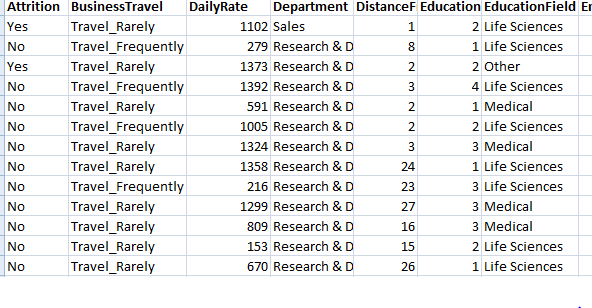 Attrition BusinessTravel DailyRate Department DistanceF Education EducationField En
Yes Travel_Rarely 1102 Sales 1 2 Life Sciences
No Travel_Frequently 279 Research & D 8 1 Life Sciences
Yes Travel_Rarely 1373 Research & D 2 2 Other
No Travel_Frequently 1392 Research & D 3 4 Life Sciences
No Travel_Rarely 591 Research & D 2 1 Medical
No Travel_Frequently 1005 Research & D 2 2 Life Sciences
No Travel_Rarely 1324 Research & D 3 3 Medical
No Travel_Rarely 1358 Research & D 24 1 Life Sciences
No Travel_Frequently 216 Research & D 23 3 Life Sciences
No Travel_Rarely 1299 Research & D 27 3 Medical
No Travel_Rarely 809 Research & D 16 3 Medical
No Travel_Rarely 153 Research & D 15 2 Life Sciences
No Travel_Rarely 670 Research & D 26 1 Life Sciences